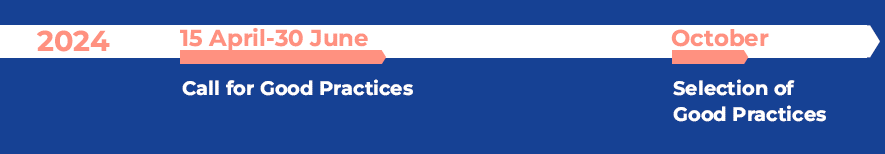 2024
15 April-30 June
Call for Good Practices
October
Selection of
Good Practices